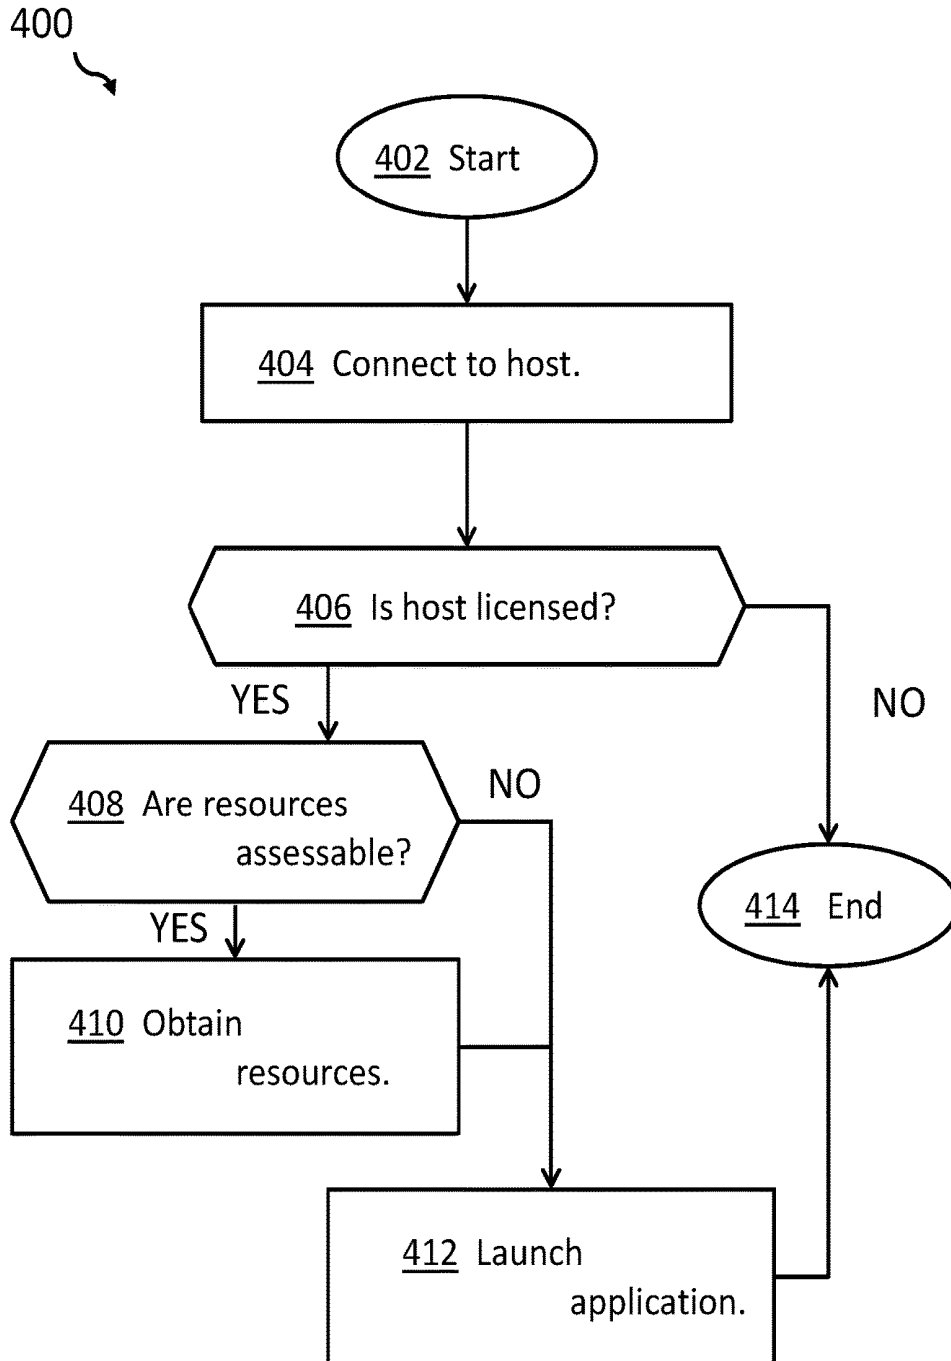 400
402 Start
404 Connect to host.
406 Is host licensed?
YES
NO
408 Are resources
assessable?
NO
YES
414 End
410 Obtain
resources.
412 Launch
application.